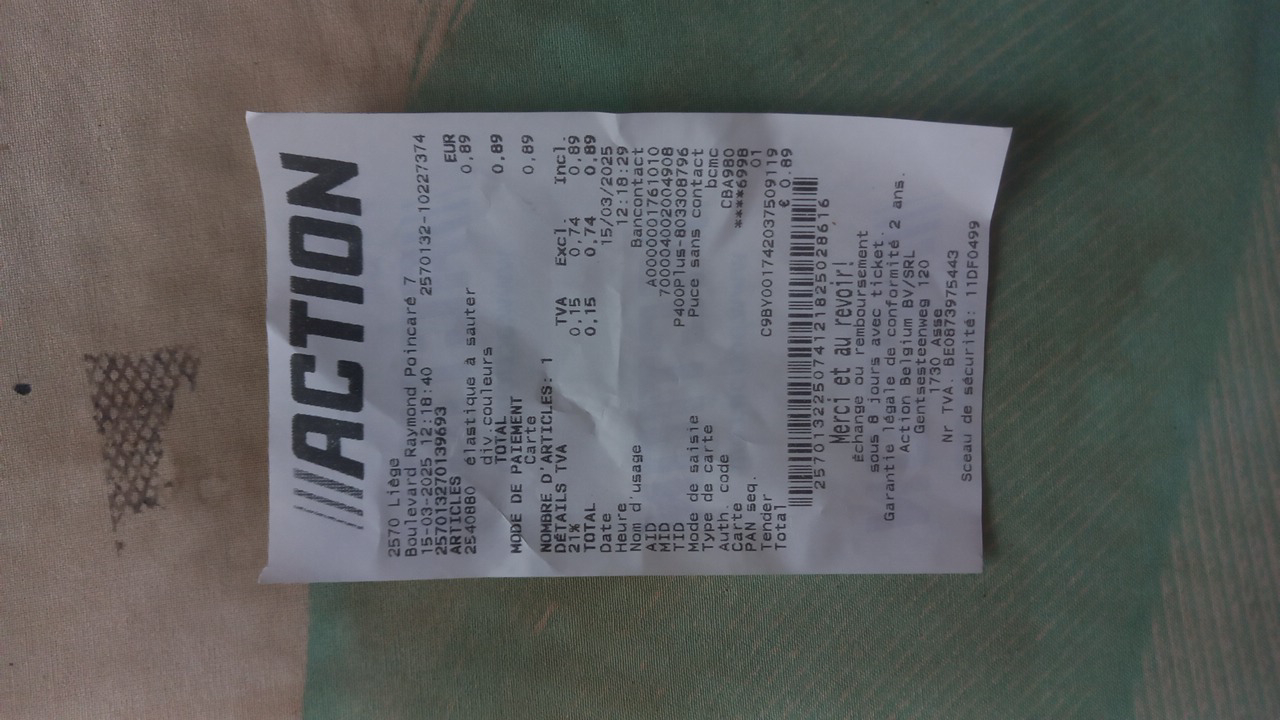 ACTION
2570 Liége
Boulevard Raymond Poincaré 7
15-03-2025 12:18:40 2570132-10227374
257013270139693
ARTICLES EUR
2540880 élastique à sauter 0,89
div.couleurs
TOTAL 0,89
MODE DE PAIEMENT
Carte 0,89
NOMBRE D'ARTICLES: 1
DÉTAILS TVA TVA Excl. Incl.
21% 0,15 0,74 0,89
TOTAL 0,15 0,74 0,89
Date 15/03/2025
Heure 12:18:29
Nom d'usage Bancontact
AID A0000001761010
MID 700004002004908
TID P400Plus-803308796
Mode de saisie Puce sans contact
Type de carte bcmc
Auth. code CBA980
Carte ****6998
PAN seq. 01
Tender C9BY001742037509119
Total € 0.89
257013225074121825028616
Merci et au revoir!
Échange ou remboursement
sous 8 jours avec ticket.
Garantie légale de conformité 2 ans.
Action Belgium BV/SRL
Gentsesteenweg 120
1730 Asse
Nr TVA. BE0873975443
Sceau de sécurité: 11DF0499